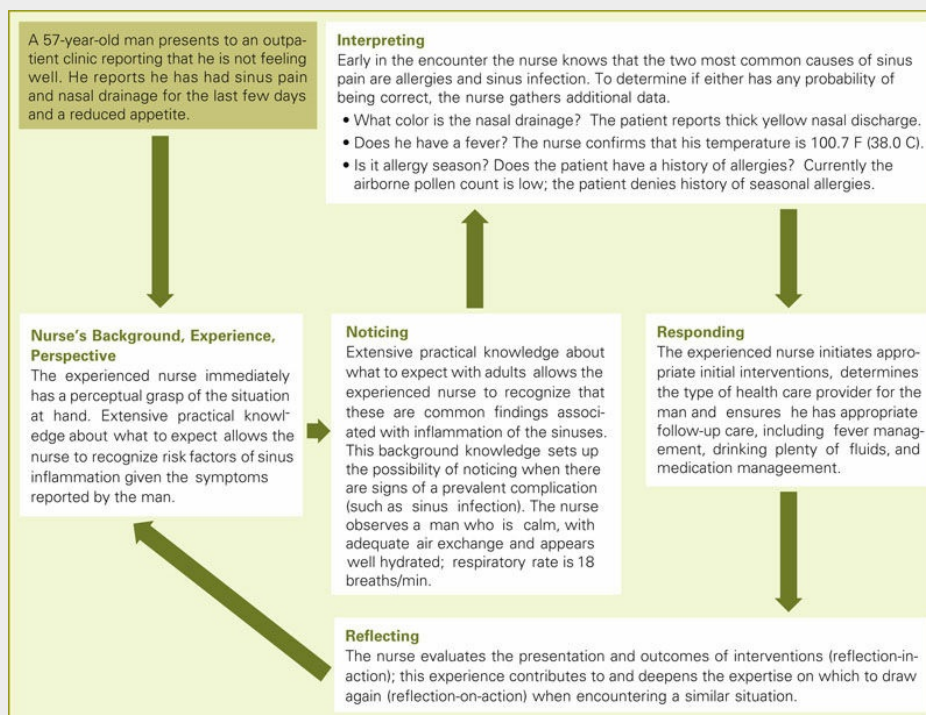 A 57-year-old man presents to an outpa-
tient clinic reporting that he is not feeling
well. He reports he has had sinus pain
and nasal drainage for the last few days
and a reduced appetite.
Interpreting
Early in the encounter the nurse knows that the two most common causes of sinus
pain are allergies and sinus infection. To determine if either has any probability of
being correct, the nurse gathers additional data.
• What color is the nasal drainage? The patient reports thick yellow nasal discharge.
• Does he have a fever? The nurse confirms that his temperature is 100.7 F (38.0 C).
• Is it allergy season? Does the patient have a history of allergies? Currently the
airborne pollen count is low; the patient denies history of seasonal allergies.
Nurse's Background, Experience,
Perspective
The experienced nurse immediately
has a perceptual grasp of the situation
at hand. Extensive practical knowl-
edge about what to expect allows the
nurse to recognize risk factors of sinus
inflammation given the symptoms
reported by the man.
Noticing
Extensive practical knowledge about
what to expect with adults allows the
experienced nurse to recognize that
these are common findings associ-
ated with inflammation of the sinuses.
This background knowledge sets up
the possibility of noticing when there
are signs of a prevalent complication
(such as sinus infection). The nurse
observes a man who is calm, with
adequate air exchange and appears
well hydrated; respiratory rate is 18
breaths/min.
Responding
The experienced nurse initiates appro-
priate initial interventions, determines
the type of health care provider for the
man and ensures he has appropriate
follow-up care, including fever manag-
ement, drinking plenty of fluids, and
medication manageement.
Reflecting
The nurse evaluates the presentation and outcomes of interventions (reflection-in-
action); this experience contributes to and deepens the expertise on which to draw
again (reflection-on-action) when encountering a similar situation.